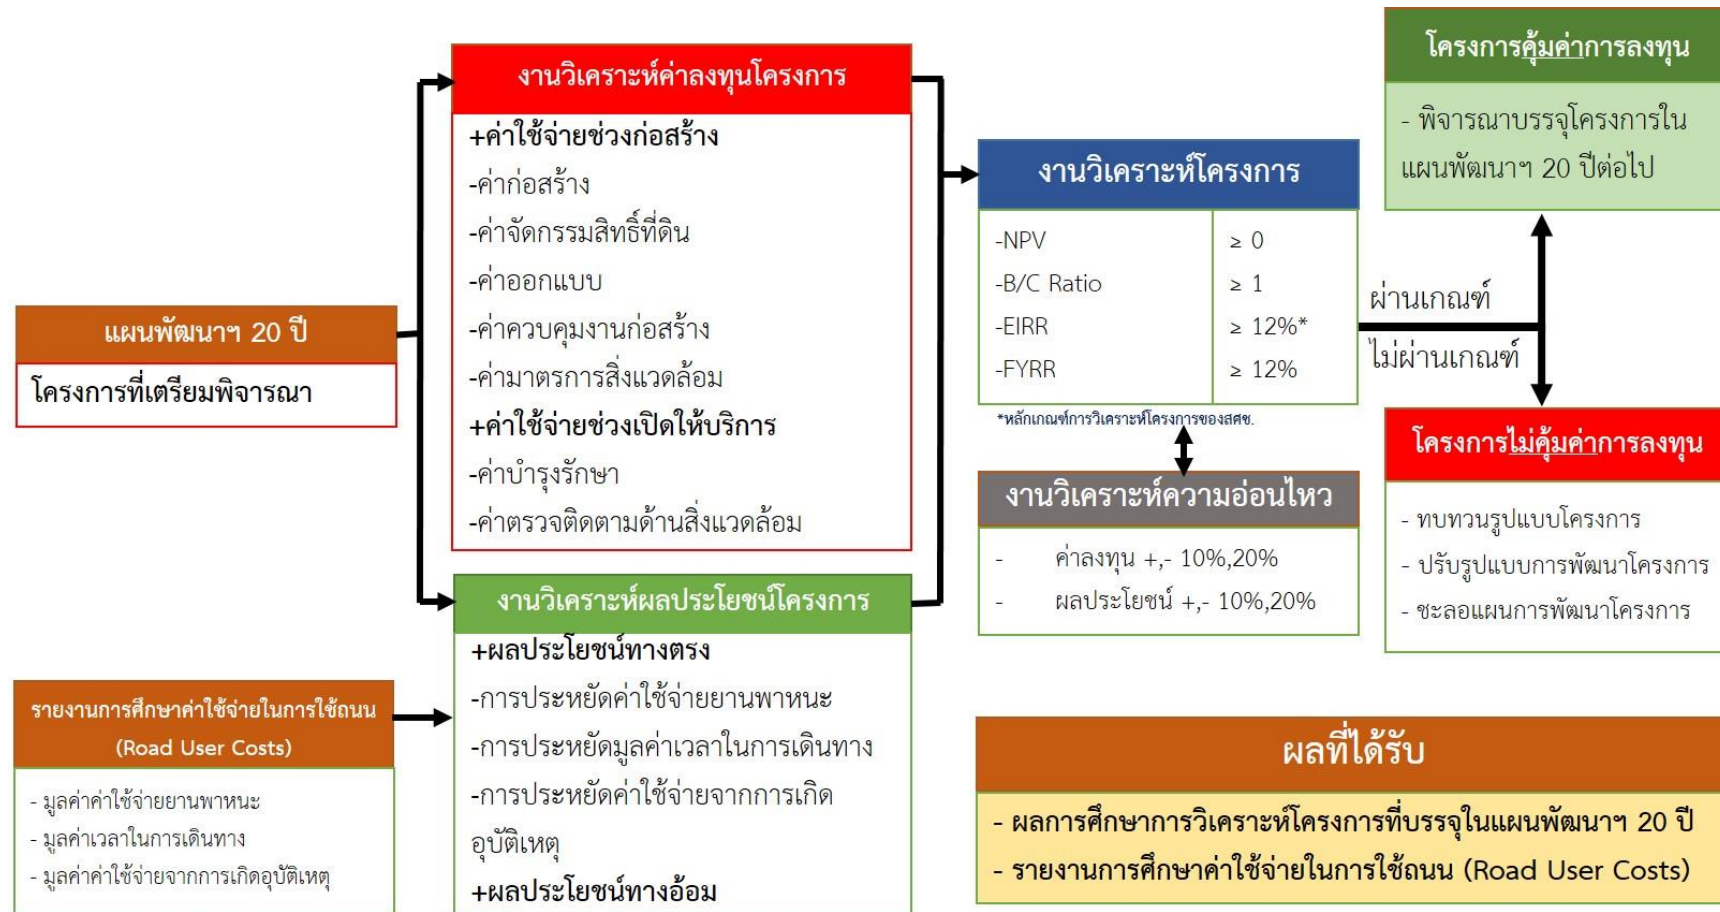 แผนพัฒนาฯ 20 ปี
โครงการที่เตรียมพิจารณา
รายงานการศึกษาค่าใช้จ่ายในการใช้ถนน
(Road User Costs)
- มูลค่าค่าใช้จ่ายยานพาหนะ
- มูลค่าเวลาในการเดินทาง
- มูลค่าค่าใช้จ่ายจากการเกิดอุบัติเหตุ
งานวิเคราะห์ค่าลงทุนโครงการ
+ค่าใช้จ่ายช่วงก่อสร้าง
-ค่าก่อสร้าง
-ค่าจัดกรรมสิทธิ์ที่ดิน
-ค่าออกแบบ
-ค่าควบคุมงานก่อสร้าง
-ค่ามาตรการสิ่งแวดล้อม
+ค่าใช้จ่ายช่วงเปิดให้บริการ
-ค่าบำรุงรักษา
-ค่าตรวจติดตามด้านสิ่งแวดล้อม
งานวิเคราะห์ผลประโยชน์โครงการ
+ผลประโยชน์ทางตรง
-การประหยัดค่าใช้จ่ายยานพาหนะ
-การประหยัดมูลค่าเวลาในการเดินทาง
-การประหยัดค่าใช้จ่ายจากการเกิด
อุบัติเหตุ
+ผลประโยชน์ทางอ้อม
งานวิเคราะห์โครงการ
-NPV ≥ 0
-B/C Ratio ≥ 1
-EIRR ≥ 12%*
-FYRR ≥ 12%
*หลักเกณฑ์การวิเคราะห์โครงการของสศช.
งานวิเคราะห์ความอ่อนไหว
- ค่าลงทุน +,- 10%,20%
- ผลประโยชน์ +,- 10%,20%
ผ่านเกณฑ์
ไม่ผ่านเกณฑ์
โครงการคุ้มค่าการลงทุน
- พิจารณาบรรจุโครงการใน
แผนพัฒนาฯ 20 ปีต่อไป
โครงการไม่คุ้มค่าการลงทุน
- ทบทวนรูปแบบโครงการ
- ปรับรูปแบบการพัฒนาโครงการ
- ชะลอแผนการพัฒนาโครงการ
ผลที่ได้รับ
- ผลการศึกษาการวิเคราะห์โครงการที่บรรจุในแผนพัฒนาฯ 20 ปี
- รายงานการศึกษาค่าใช้จ่ายในการใช้ถนน (Road User Costs)